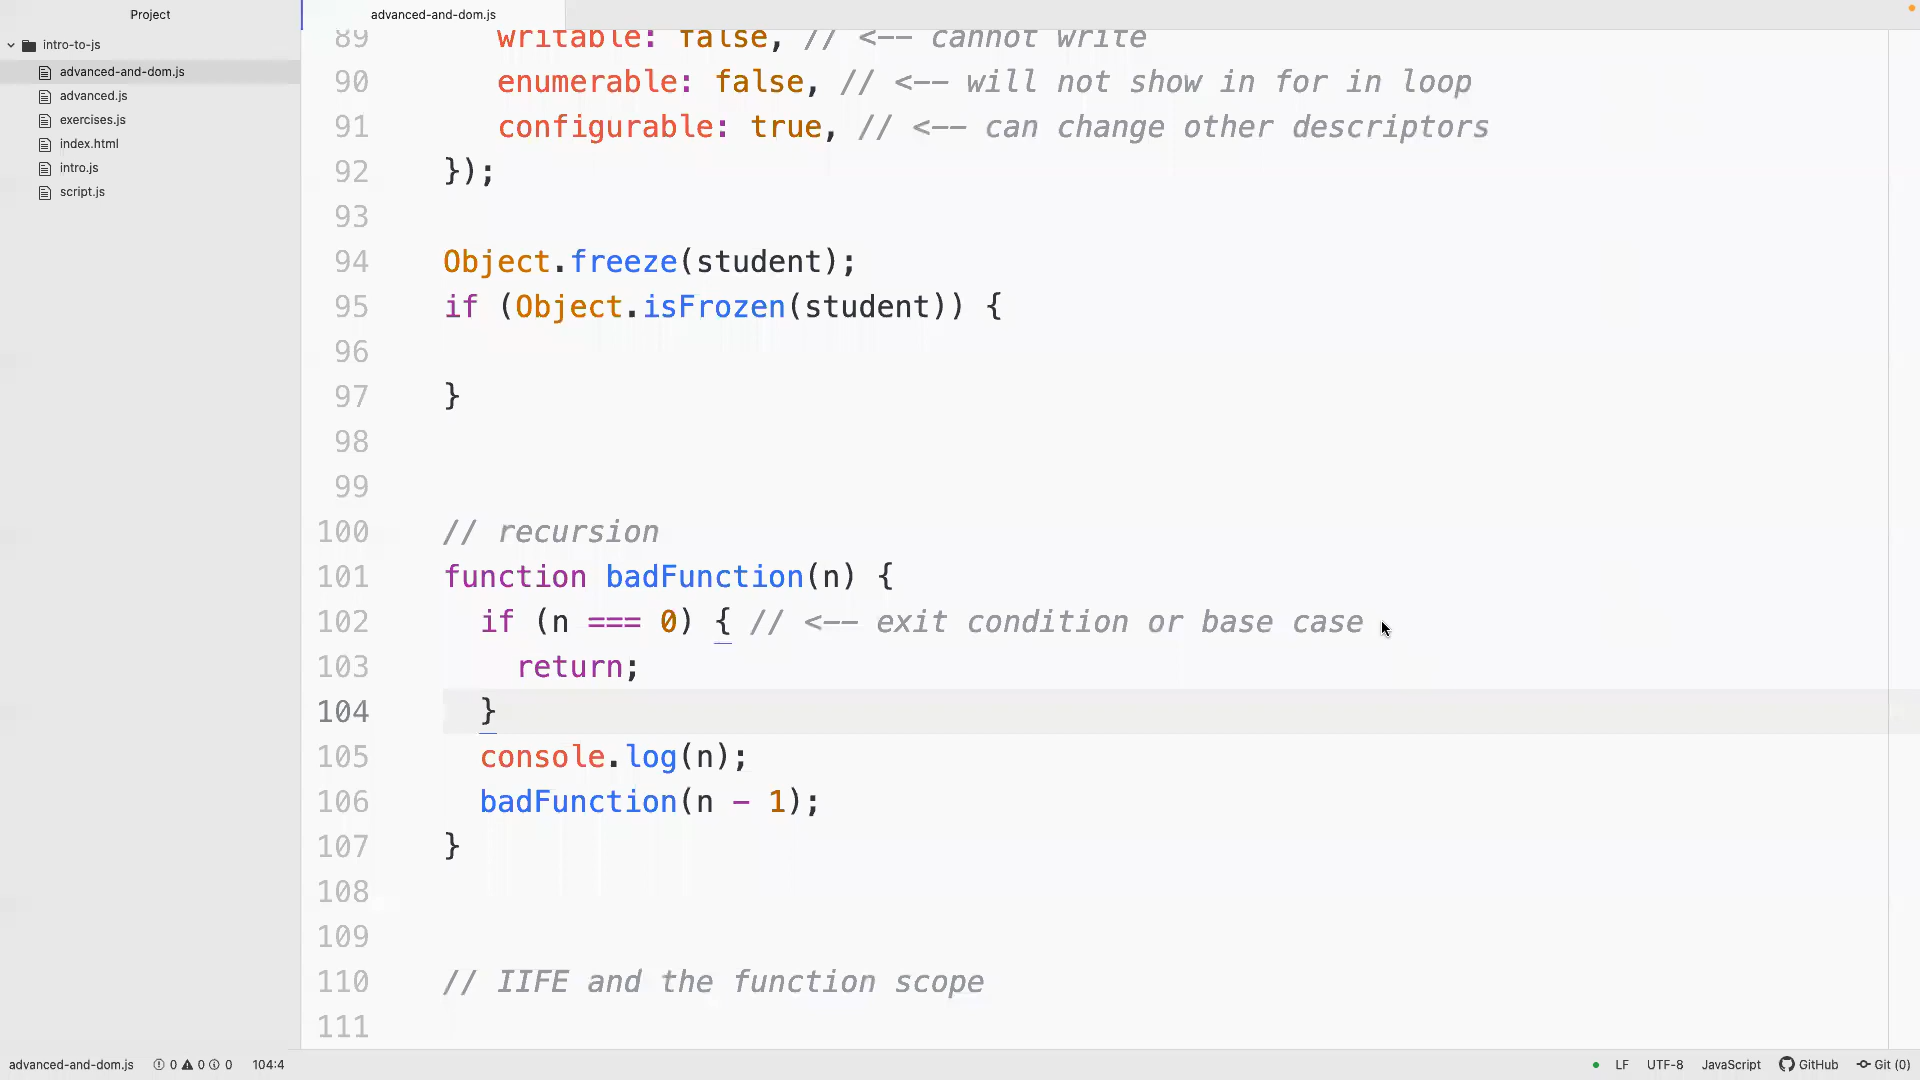 Project
advanced-and-dom.js
intro-to-js
advanced-and-dom.js
advanced.js
exercises.js
index.html
intro.js
script.js
89 writable: false, // <-- cannot write
90 enumerable: false, // <-- will not show in for in loop
91 configurable: true, // <-- can change other descriptors
92 });
93
94 Object.freeze(student);
95 if (Object.isFrozen(student)) {
96
97 }
98
99
100 // recursion
101 function badFunction(n) {
102 if (n === 0) { // <-- exit condition or base case
103 return;
104 }
105 console.log(n);
106 badFunction(n - 1);
107 }
108
109
110 // IIFE and the function scope
111
advanced-and-dom.js 0 0 0 104:4
LF UTF-8 JavaScript GitHub Git (0)